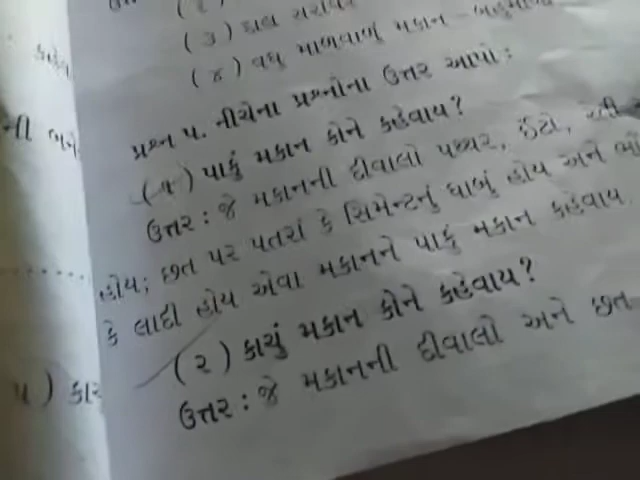 (૩) ઢાળ
(૪) વધુ માળવાળું મકાન -
પ્રશ્ન ૫. નીચેના પ્રશ્નોના ઉત્તર આપો :
(૧) પાકું મકાન કોને કહેવાય?
ઉત્તર : જે મકાનની દીવાલો પથ્થર, ઈંટો,
હોય; છત પર પતરાં કે સિમેન્ટનું ધાબું હોય અને
કે લાદી હોય એવા મકાનને પાકું મકાન કહેવાય.
(૨) કાચું મકાન કોને કહેવાય?
ઉત્તર : જે મકાનની દીવાલો અને છત
ની અને
૫) કાર